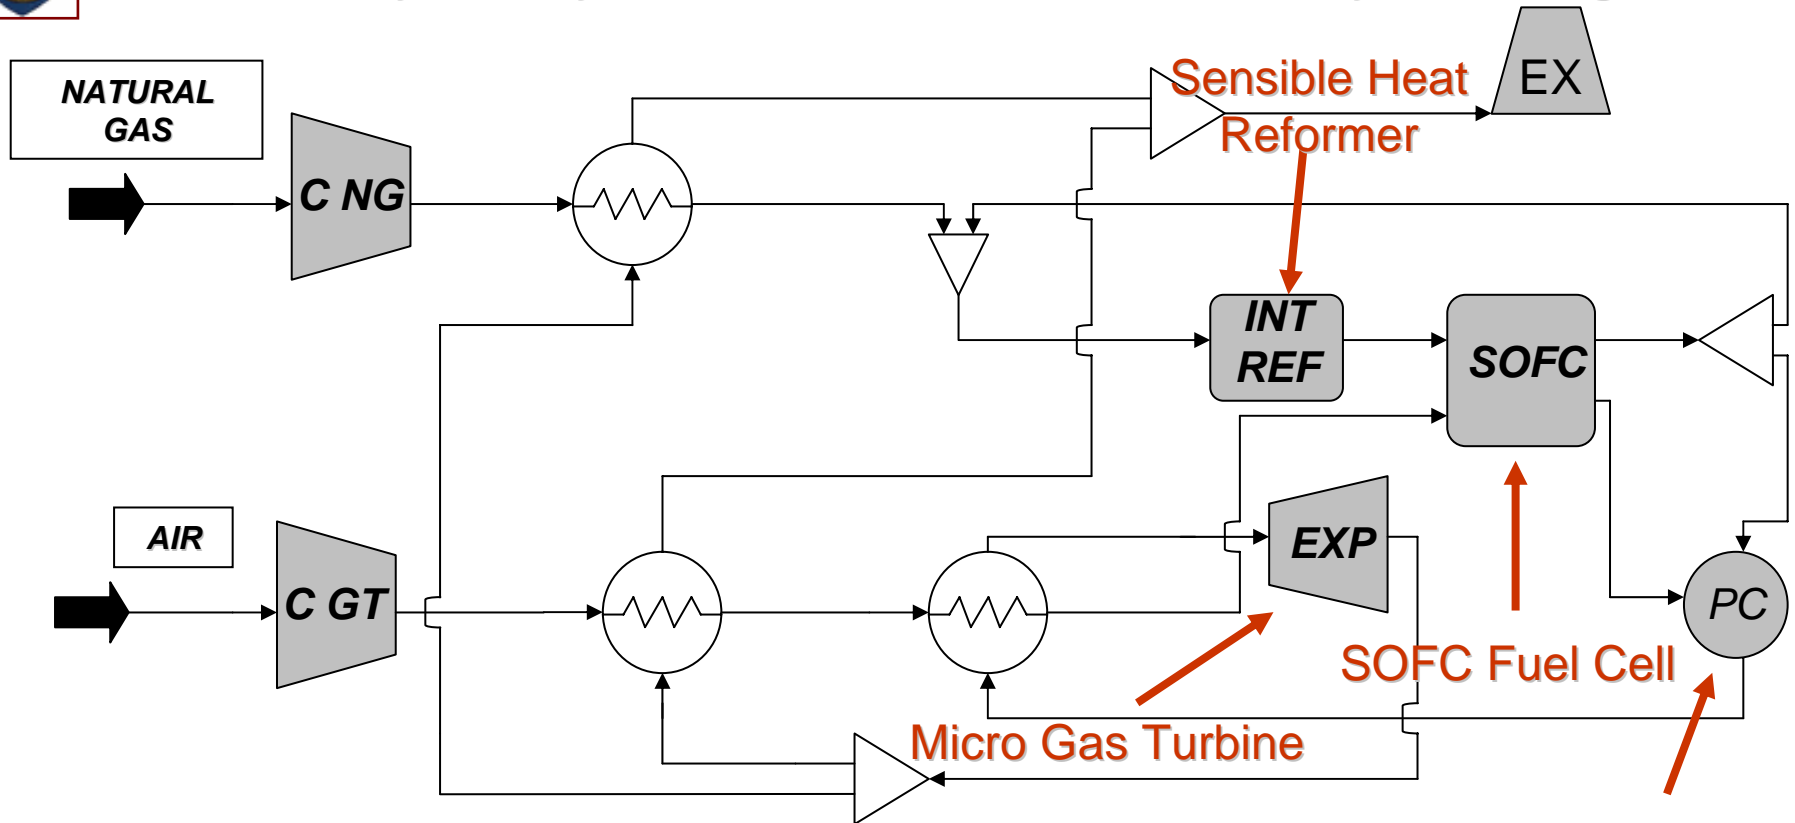 Sensible Heat
Reformer
EX
NATURAL
GAS
C NG
INT
REF
SOFC
AIR
C GT
EXP
PC
SOFC Fuel Cell
Micro Gas Turbine